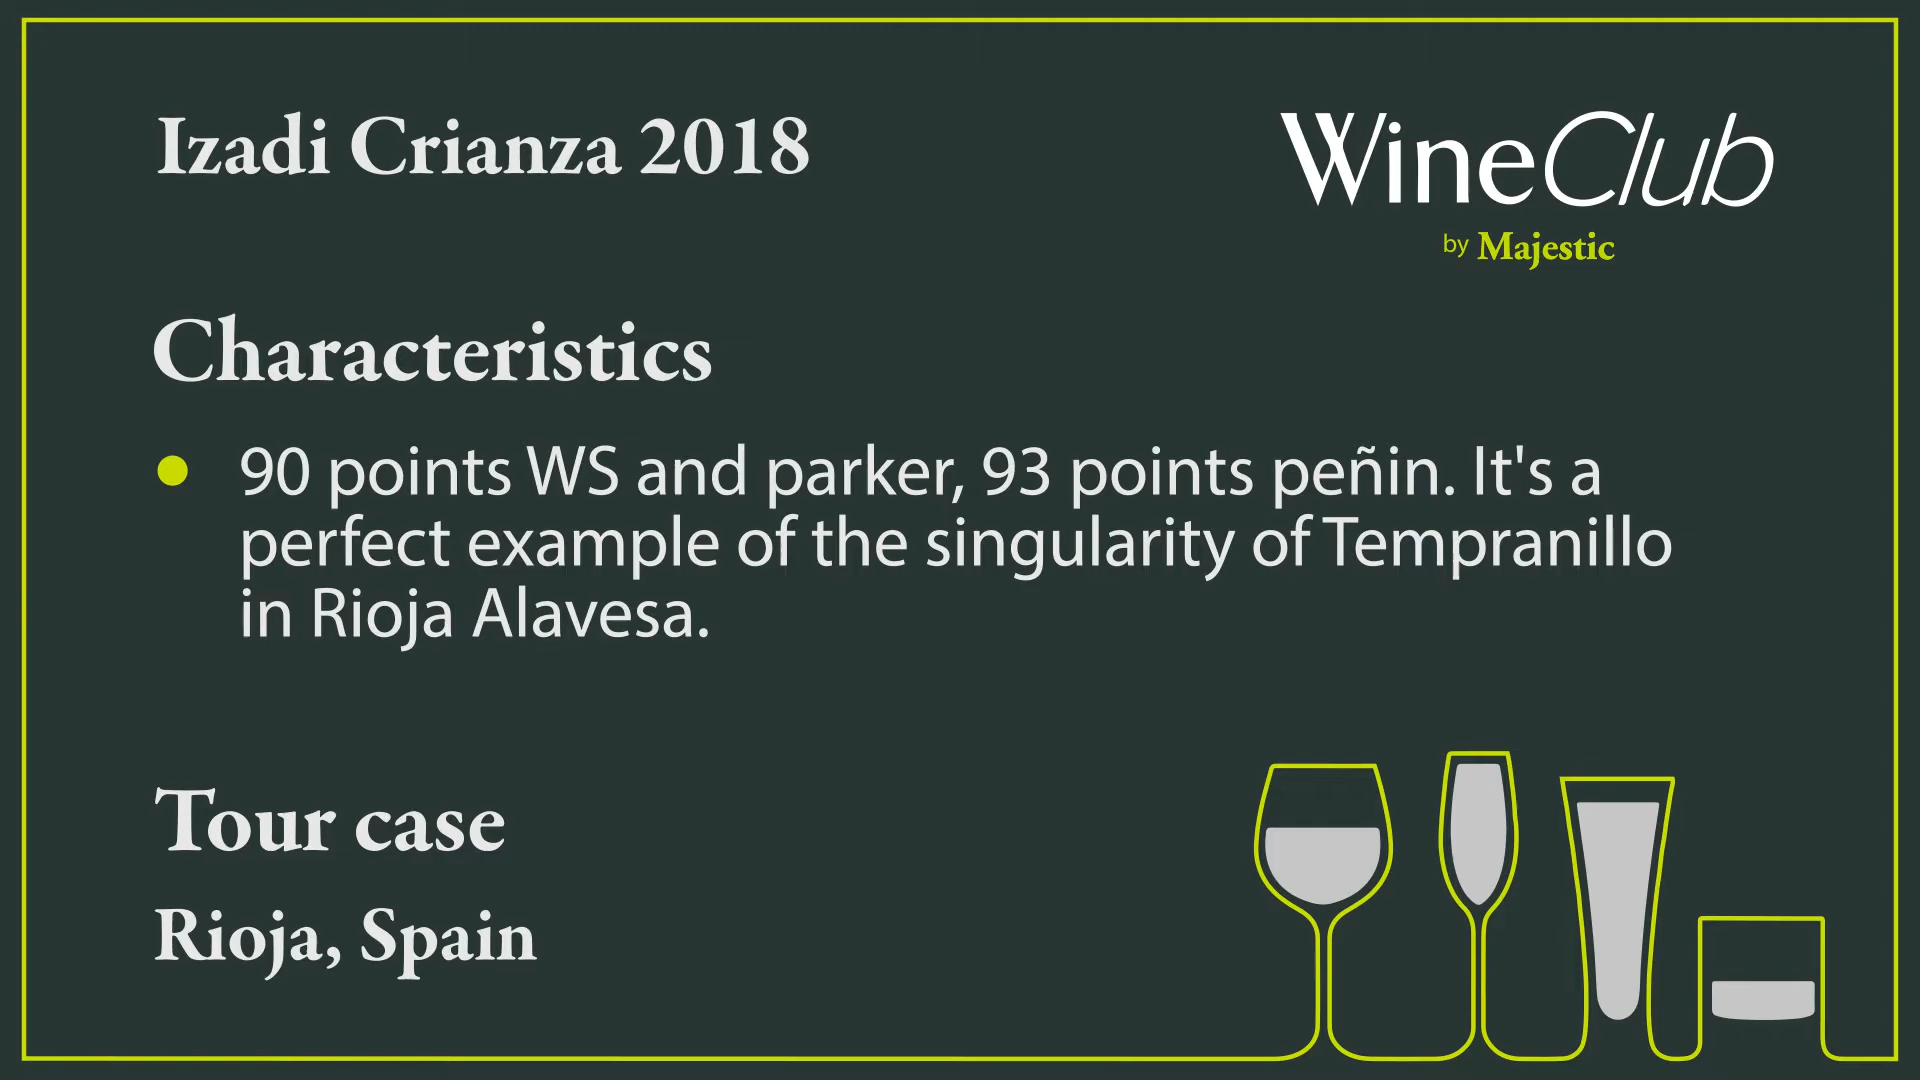 Izadi Crianza 2018
WineClub
by Majestic
Characteristics
90 points WS and parker, 93 points peñin. It's a
perfect example of the singularity of Tempranillo
in Rioja Alavesa.
Tour case
Rioja, Spain